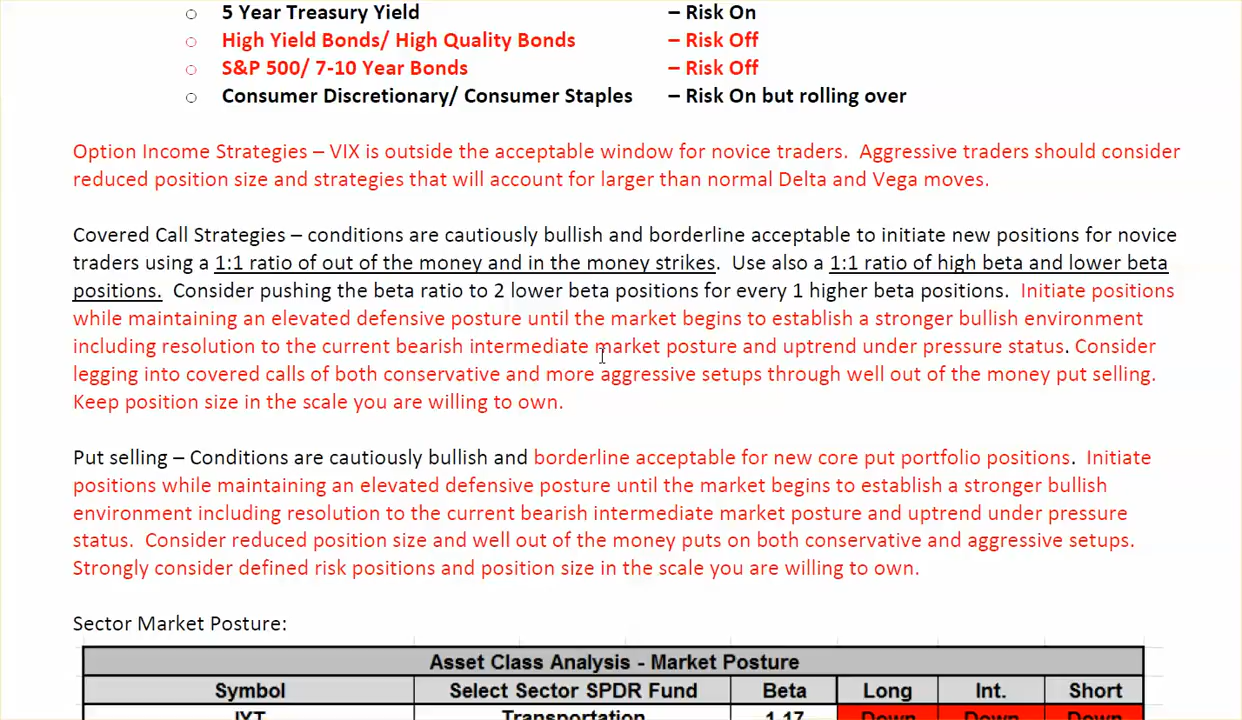 5 Year Treasury Yield – Risk On
High Yield Bonds/ High Quality Bonds – Risk Off
S&P 500/ 7-10 Year Bonds – Risk Off
Consumer Discretionary/ Consumer Staples – Risk On but rolling over
Option Income Strategies – VIX is outside the acceptable window for novice traders.  Aggressive traders should consider
reduced position size and strategies that will account for larger than normal Delta and Vega moves.
Covered Call Strategies – conditions are cautiously bullish and borderline acceptable to initiate new positions for novice
traders using a 1:1 ratio of out of the money and in the money strikes.  Use also a 1:1 ratio of high beta and lower beta
positions.  Consider pushing the beta ratio to 2 lower beta positions for every 1 higher beta positions.  Initiate positions
while maintaining an elevated defensive posture until the market begins to establish a stronger bullish environment
including resolution to the current bearish intermediate market posture and uptrend under pressure status. Consider
legging into covered calls of both conservative and more aggressive setups through well out of the money put selling.
Keep position size in the scale you are willing to own.
Put selling – Conditions are cautiously bullish and borderline acceptable for new core put portfolio positions.  Initiate
positions while maintaining an elevated defensive posture until the market begins to establish a stronger bullish
environment including resolution to the current bearish intermediate market posture and uptrend under pressure
status.  Consider reduced position size and well out of the money puts on both conservative and aggressive setups.
Strongly consider defined risk positions and position size in the scale you are willing to own.
Sector Market Posture:
Asset Class Analysis - Market Posture
Symbol Select Sector SPDR Fund Beta Long Int. Short
IYT Transportation 1.17 Down Down Down